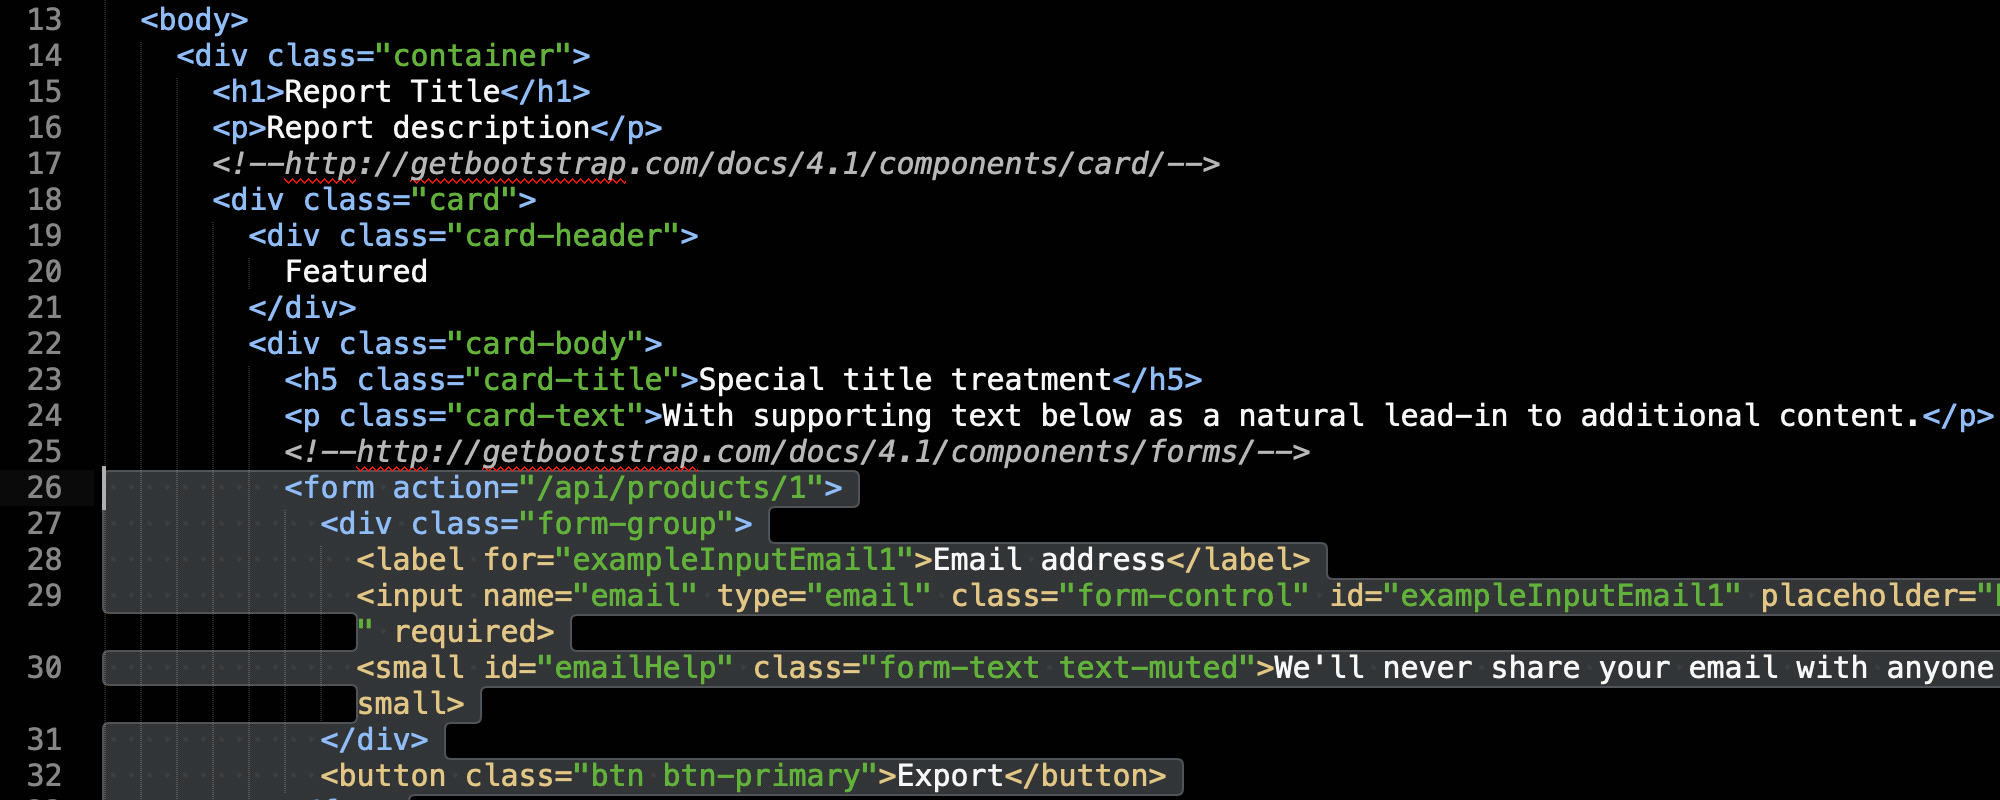 13 <body>
14 <div class="container">
15 <h1>Report Title</h1>
16 <p>Report description</p>
17 <!--http://getbootstrap.com/docs/4.1/components/card/-->
18 <div class="card">
19 <div class="card-header">
20 Featured
21 </div>
22 <div class="card-body">
23 <h5 class="card-title">Special title treatment</h5>
24 <p class="card-text">With supporting text below as a natural lead-in to additional content.</p>
25 <!--http://getbootstrap.com/docs/4.1/components/forms/-->
26 <form action="/api/products/1">
27 <div class="form-group">
28 <label for="exampleInputEmail1">Email address</label>
29 <input name="email" type="email" class="form-control" id="exampleInputEmail1" placeholder="
" required>
30 <small id="emailHelp" class="form-text text-muted">We'll never share your email with anyone
small>
31 </div>
32 <button class="btn btn-primary">Export</button>